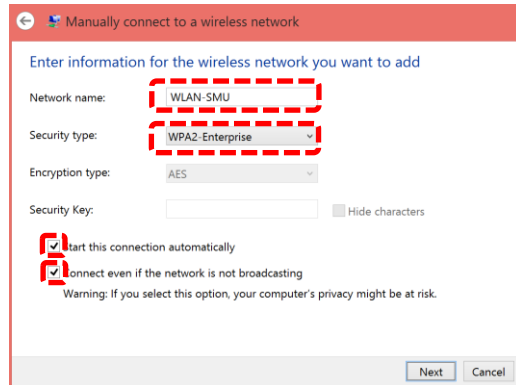 Manually connect to a wireless network
Enter information for the wireless network you want to add
Network name: WLAN-SMU
Security type: WPA2-Enterprise
Encryption type: AES
Security Key: Hide characters
Start this connection automatically
Connect even if the network is not broadcasting
Warning: If you select this option, your computer's privacy might be at risk.
Next Cancel